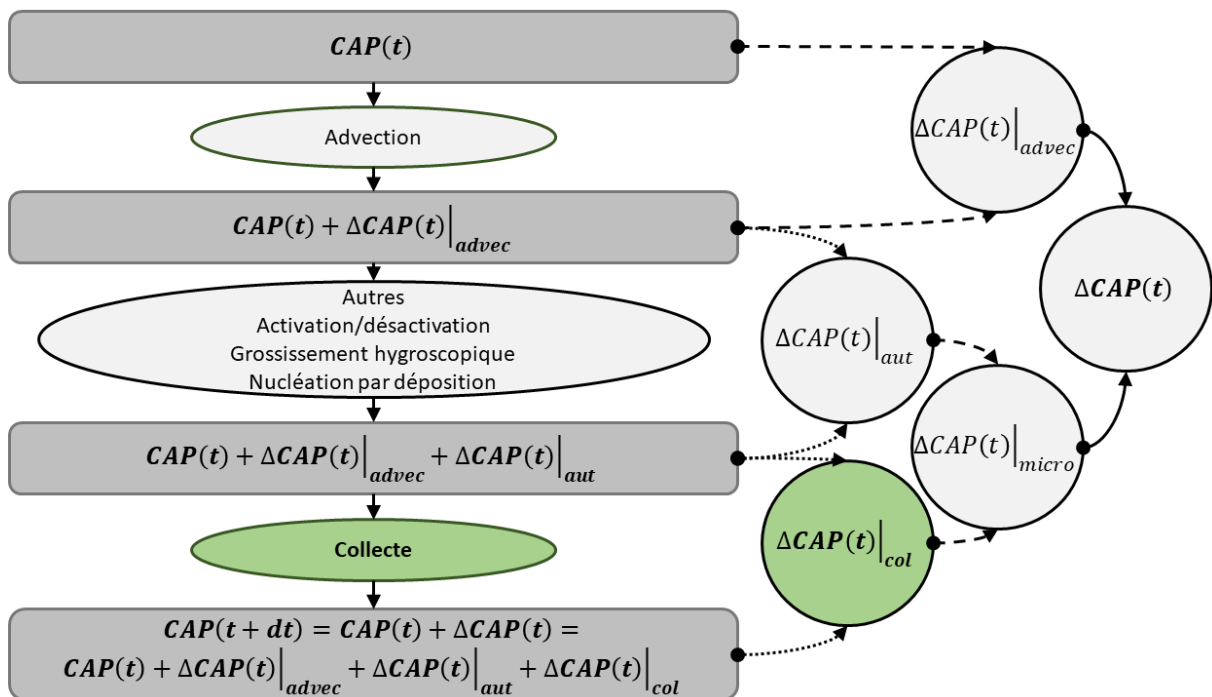 CAP(t)
Advection
CAP(t) + ΔCAP(t)|advec
Autres
Activation/désactivation
Grossissement hygroscopique
Nucléation par déposition
CAP(t) + ΔCAP(t)|advec + ΔCAP(t)|aut
Collecte
CAP(t + dt) = CAP(t) + ΔCAP(t) =
CAP(t) + ΔCAP(t)|advec + ΔCAP(t)|aut + ΔCAP(t)|col
ΔCAP(t)|advec
ΔCAP(t)
ΔCAP(t)|aut
ΔCAP(t)|micro
ΔCAP(t)|col